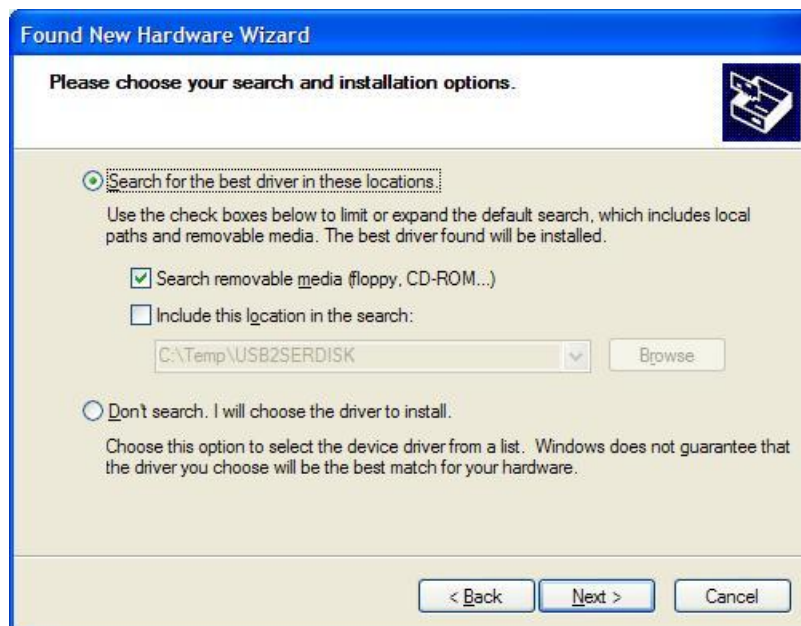 Found New Hardware Wizard
Please choose your search and installation options.
Search for the best driver in these locations.
Use the check boxes below to limit or expand the default search, which includes local
paths and removable media. The best driver found will be installed.
Search removable media (floppy, CD-ROM...)
Include this location in the search:
C:\Temp\USB2SERDISK
Browse
Don't search. I will choose the driver to install.
Choose this option to select the device driver from a list. Windows does not guarantee that
the driver you choose will be the best match for your hardware.
< Back Next > Cancel